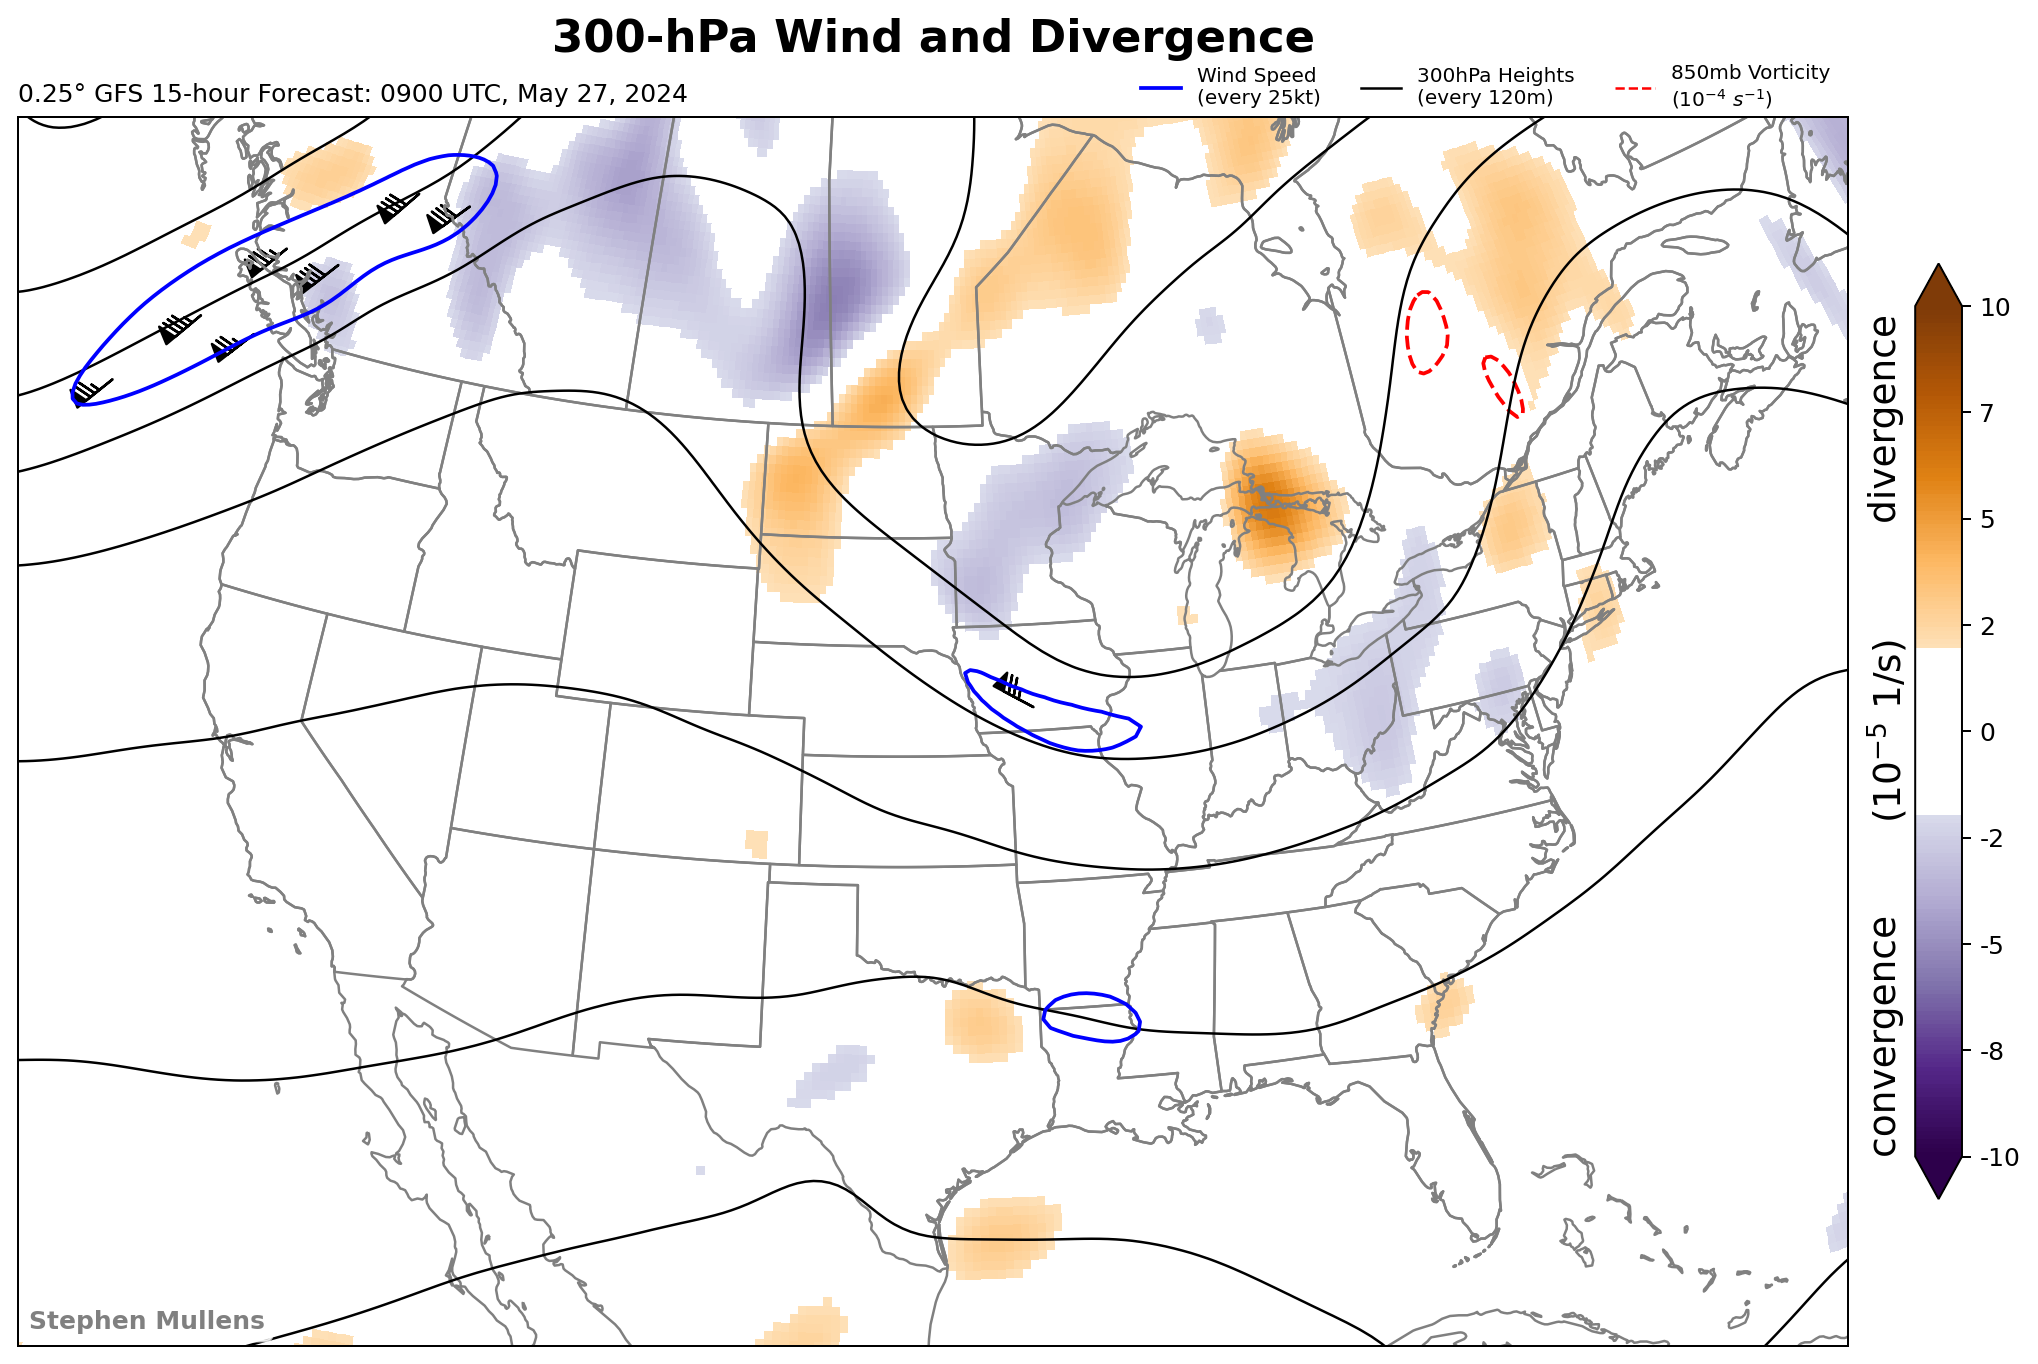 300-hPa Wind and Divergence
0.25° GFS 15-hour Forecast: 0900 UTC, May 27, 2024
Wind Speed
(every 25kt)
300hPa Heights
(every 120m)
850mb Vorticity
(10⁻⁴ s⁻¹)
10
7
5
2
0
-2
-5
-8
-10
convergence (10⁻⁵ 1/s) divergence
Stephen Mullens